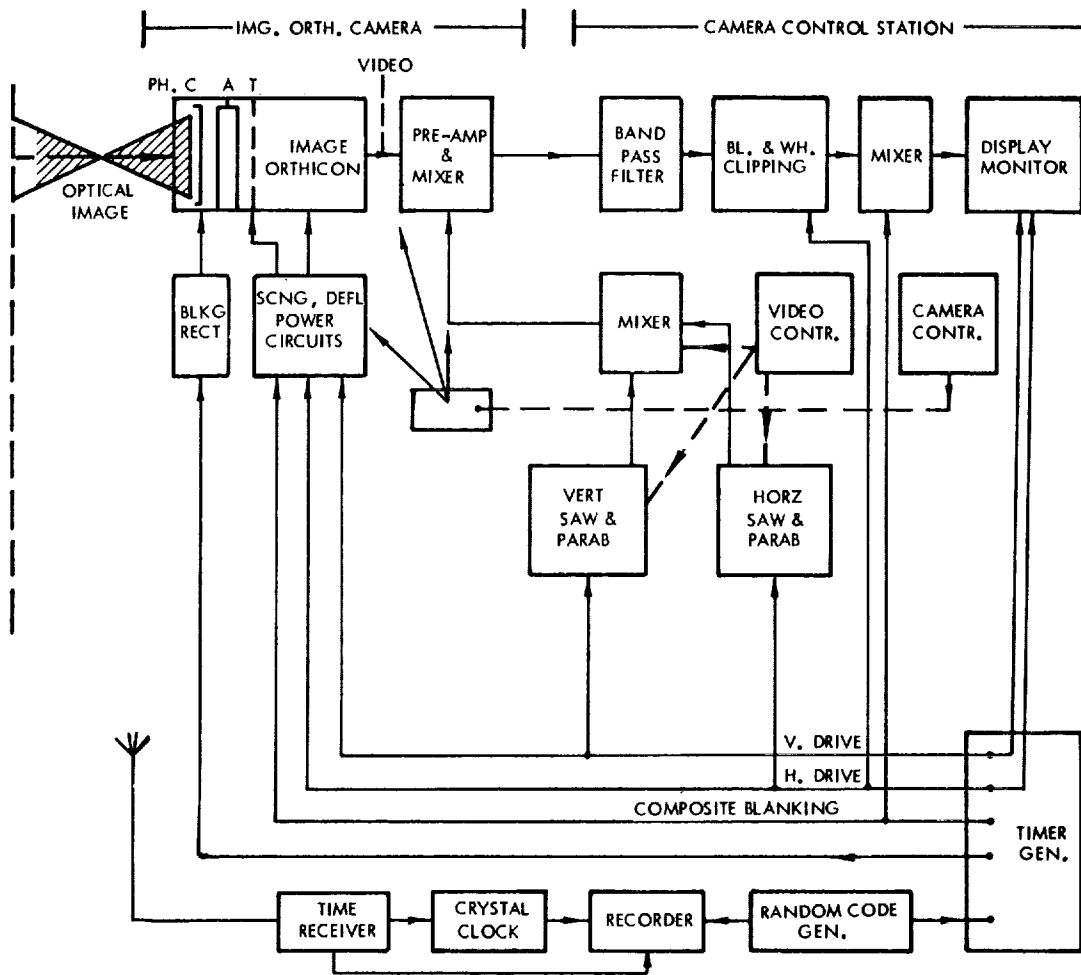 IMG. ORTH. CAMERA
CAMERA CONTROL STATION
VIDEO
PH. C A T
OPTICAL
IMAGE
IMAGE
ORTHICON
PRE-AMP
&
MIXER
BAND
PASS
FILTER
BL. & WH.
CLIPPING
MIXER
DISPLAY
MONITOR
BLKG
RECT
SCNG, DEFL
POWER
CIRCUITS
MIXER
VIDEO
CONTR.
CAMERA
CONTR.
VERT
SAW &
PARAB
HORZ
SAW &
PARAB
V. DRIVE
H. DRIVE
COMPOSITE BLANKING
TIMER
GEN.
TIME
RECEIVER
CRYSTAL
CLOCK
RECORDER
RANDOM CODE
GEN.